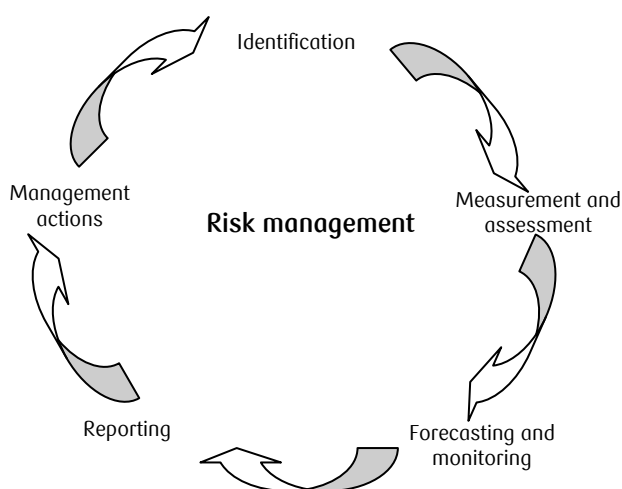 Identification
Measurement and
assessment
Risk management
Management
actions
Reporting
Forecasting and
monitoring